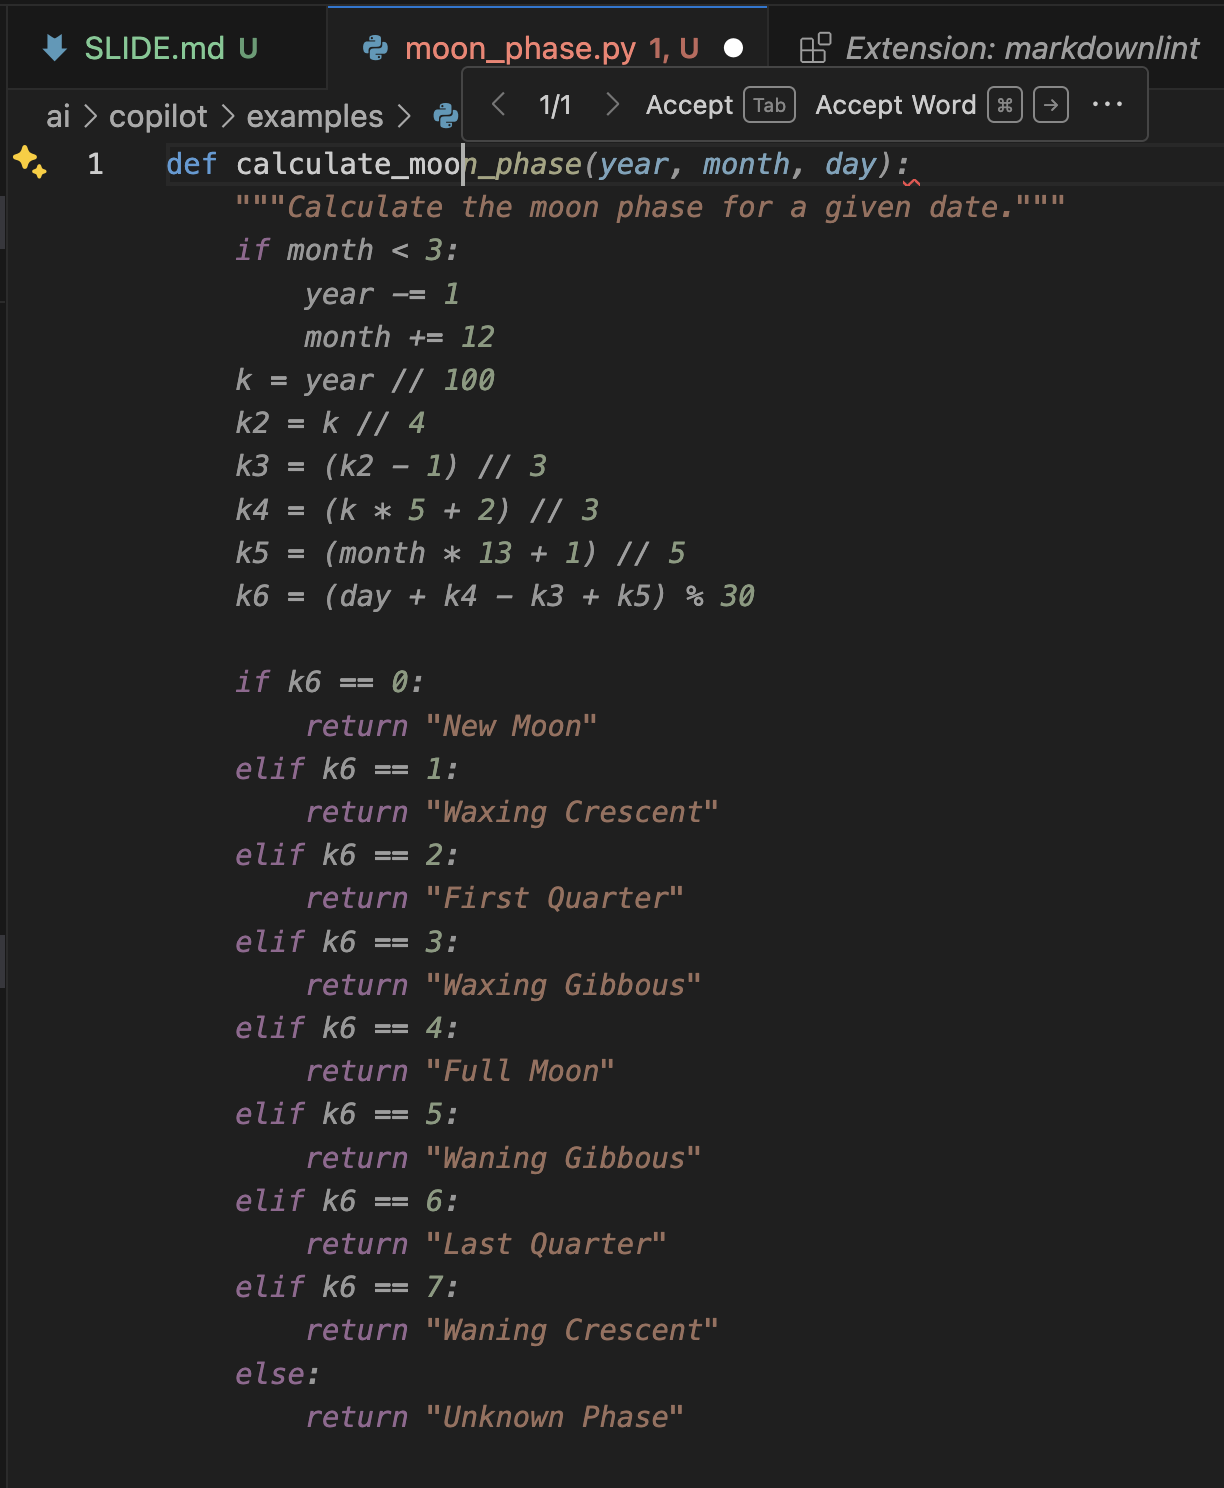 SLIDE.md U
moon_phase.py 1, U
Extension: markdownlint
ai > copilot > examples >
1/1 Accept Tab Accept Word ⌘ → ···
1 def calculate_moon_phase(year, month, day):
    """Calculate the moon phase for a given date."""
    if month < 3:
        year -= 1
        month += 12
    k = year // 100
    k2 = k // 4
    k3 = (k2 - 1) // 3
    k4 = (k * 5 + 2) // 3
    k5 = (month * 13 + 1) // 5
    k6 = (day + k4 - k3 + k5) % 30

    if k6 == 0:
        return "New Moon"
    elif k6 == 1:
        return "Waxing Crescent"
    elif k6 == 2:
        return "First Quarter"
    elif k6 == 3:
        return "Waxing Gibbous"
    elif k6 == 4:
        return "Full Moon"
    elif k6 == 5:
        return "Waning Gibbous"
    elif k6 == 6:
        return "Last Quarter"
    elif k6 == 7:
        return "Waning Crescent"
    else:
        return "Unknown Phase"